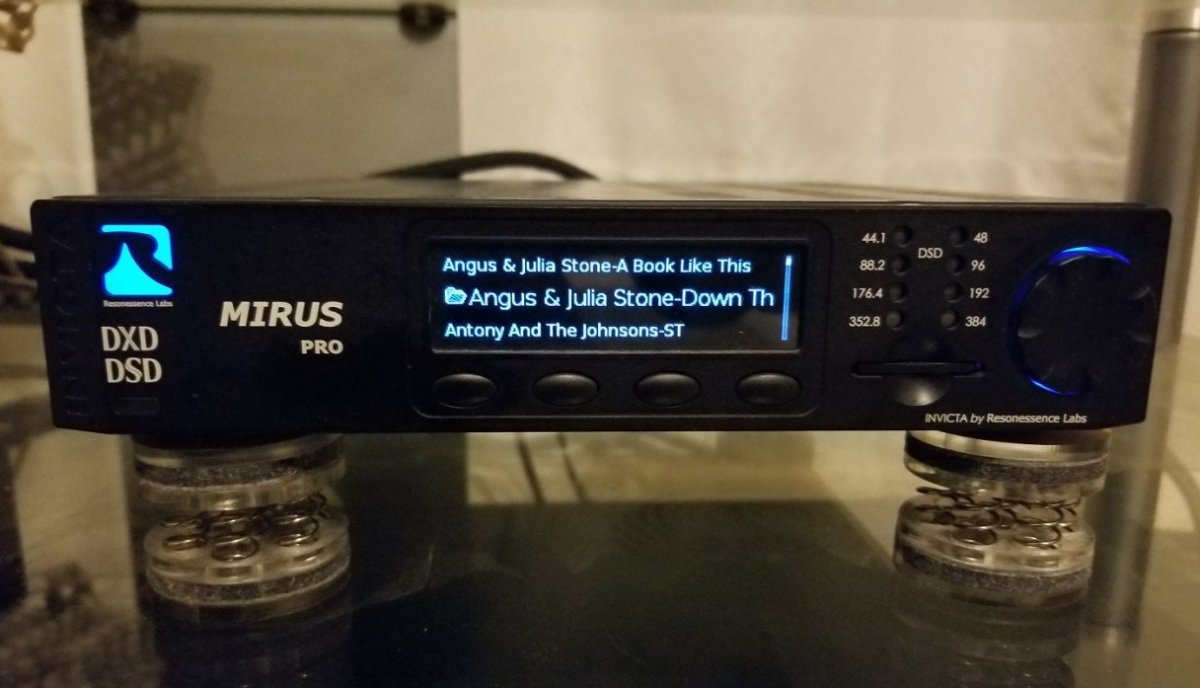 Resonessence Labs
DXD
DSD
MIRUS
PRO
Angus & Julia Stone-A Book Like This
Angus & Julia Stone-Down Th
Antony And The Johnsons-ST
44.1 DSD 48
88.2 96
176.4 192
352.8 384
INVICTA by Resonessence Labs